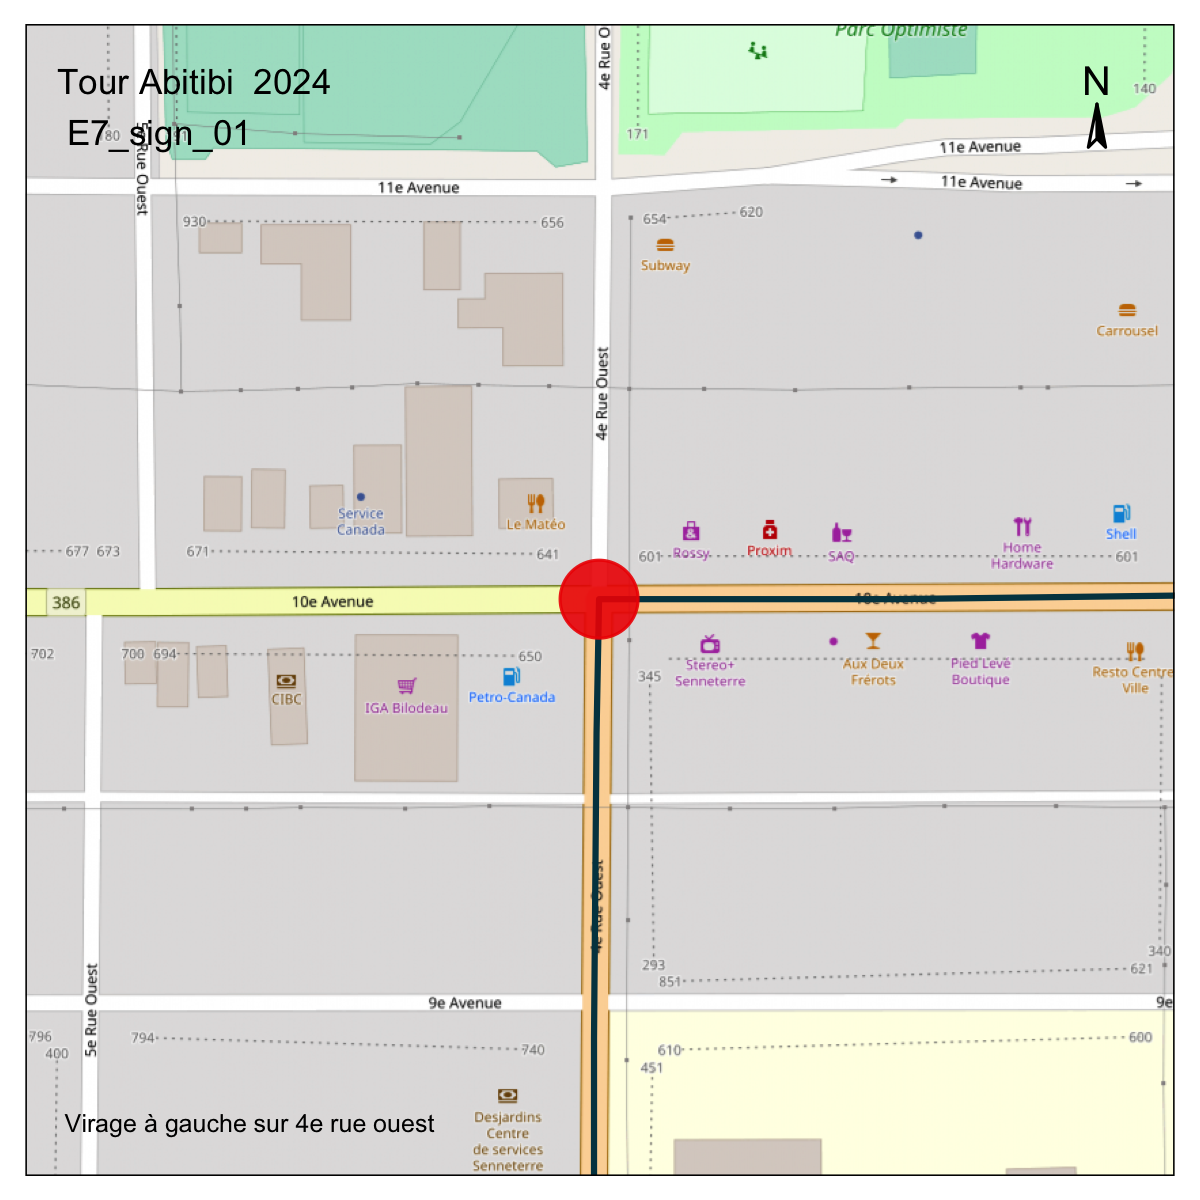 4e Rue O
Parc Optimiste
Tour Abitibi  2024
N
140
180
E7_sign_01
171
5e Rue Ouest
11e Avenue
11e Avenue
11e Avenue
930
656
654
620
Subway
Carrousel
4e Rue Ouest
Service
Canada
Le Matéo
Rossy
Proxim
SAQ
Home
Hardware
Shell
677
673
671
641
601
601
386
10e Avenue
10e Avenue
702
700
694
650
CIBC
IGA Bilodeau
Petro-Canada
345
Stereo+
Senneterre
Aux Deux
Frérots
Pied Levé
Boutique
Resto Centre
Ville
4e Rue Ouest
293
851
621
340
5e Rue Ouest
9e Avenue
9e
796
400
794
740
610
600
451
Desjardins
Centre
de services
Senneterre
Virage à gauche sur 4e rue ouest